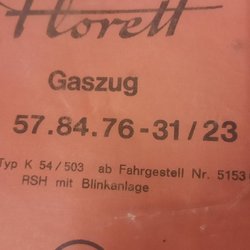 Florett
Gaszug
57.84.76-31/23
Typ K 54/503 ab Fahrgestell Nr. 5153
RSH mit Blinkanlage